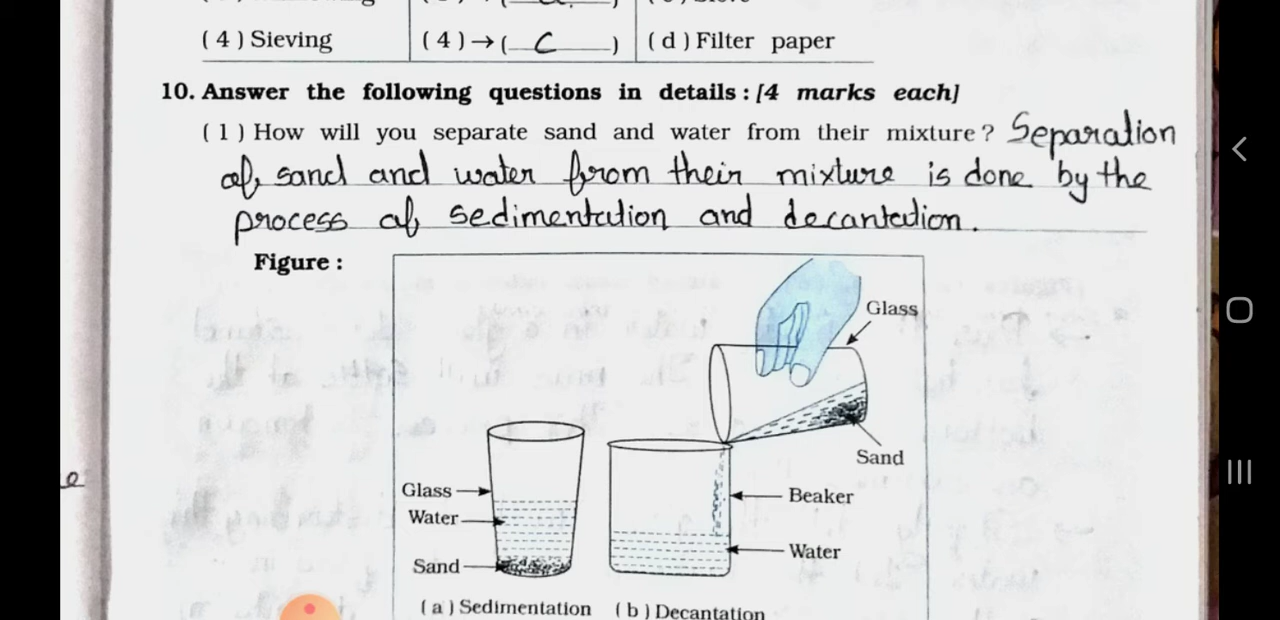 ( 4 ) Sieving ( 4 ) → ( C ) ( d ) Filter paper
10. Answer the following questions in details : [4 marks each]
( 1 ) How will you separate sand and water from their mixture ? Separation
of sand and water from their mixture is done by the
process of sedimentation and decantation.
Figure :
Glass
Sand
Glass
Beaker
Water
Water
Sand
( a ) Sedimentation ( b ) Decantation